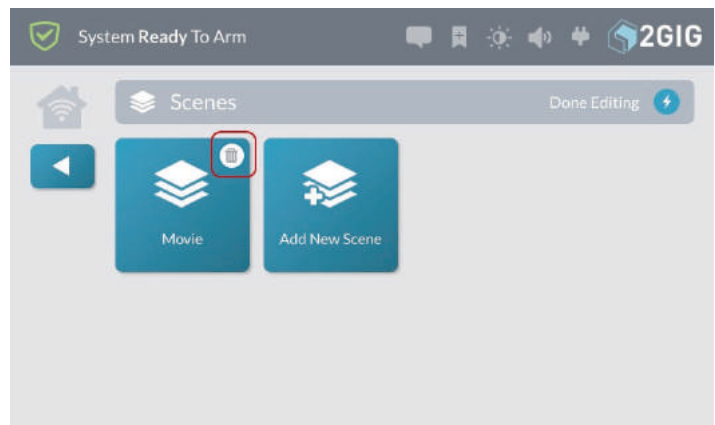 System Ready To Arm
2GIG
Scenes
Done Editing
Movie
Add New Scene